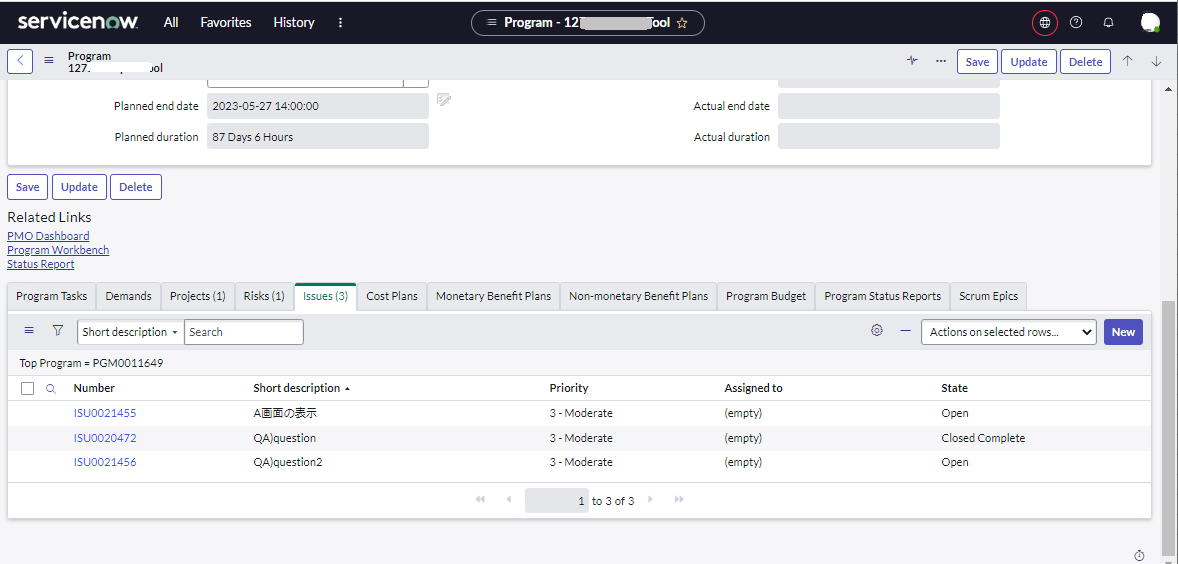 servicenow. All Favorites History Program - 12 ool
Program
127. ool
Save Update Delete
Planned end date 2023-05-27 14:00:00 Actual end date
Planned duration 87 Days 6 Hours Actual duration
Save Update Delete
Related Links
PMO Dashboard
Program Workbench
Status Report
Program Tasks Demands Projects (1) Risks (1) Issues (3) Cost Plans Monetary Benefit Plans Non-monetary Benefit Plans Program Budget Program Status Reports Scrum Epics
Short description Search Actions on selected rows... New
Top Program = PGM0011649
Number Short description Priority Assigned to State
ISU0021455 A画面の表示 3 - Moderate (empty) Open
ISU0020472 QA)question 3 - Moderate (empty) Closed Complete
ISU0021456 QA)question2 3 - Moderate (empty) Open
1 to 3 of 3